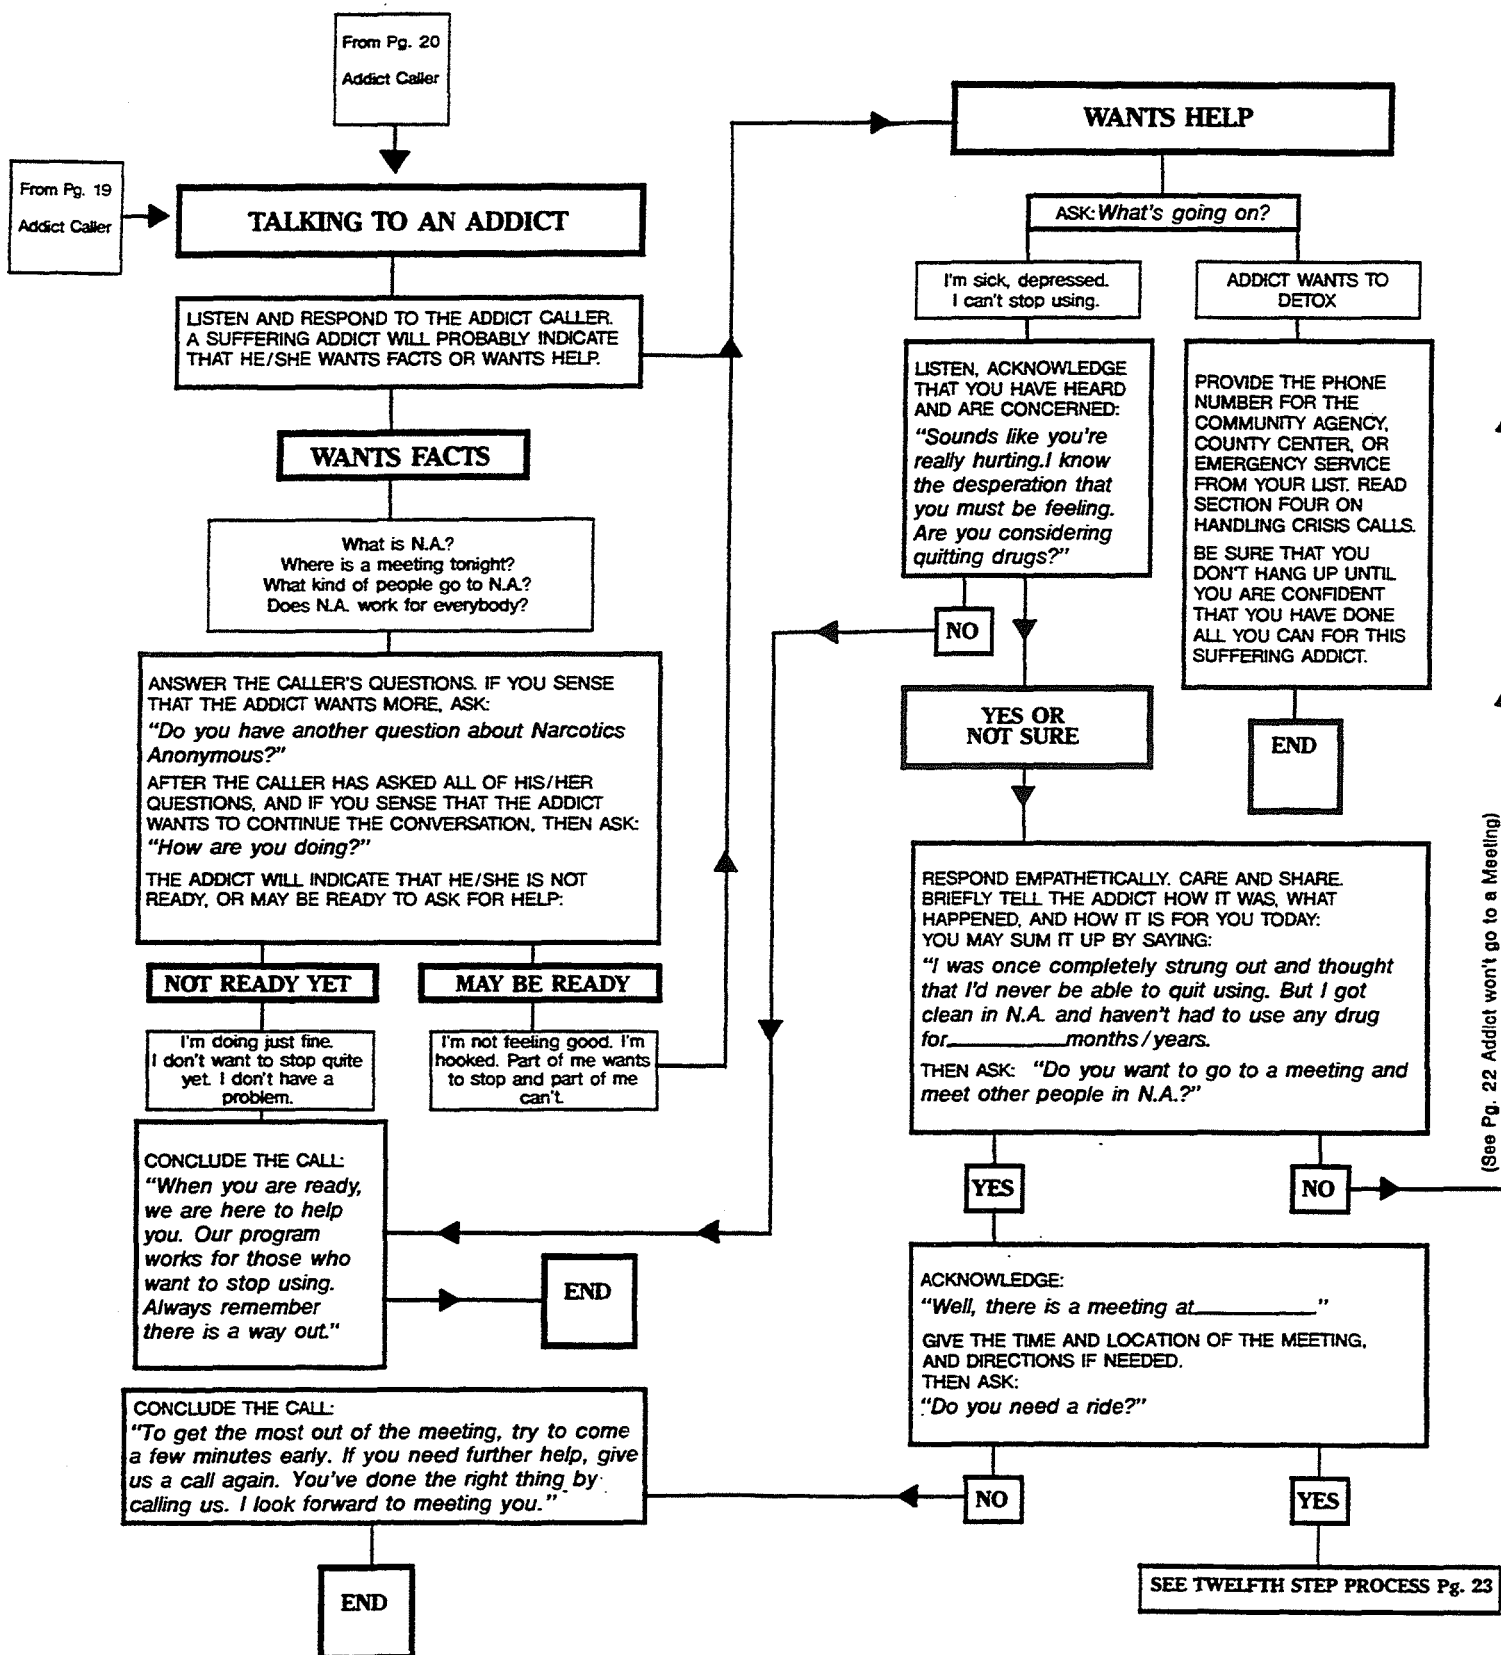 From Pg. 20
Addict Caller
From Pg. 19
Addict Caller
TALKING TO AN ADDICT
LISTEN AND RESPOND TO THE ADDICT CALLER.
A SUFFERING ADDICT WILL PROBABLY INDICATE
THAT HE/SHE WANTS FACTS OR WANTS HELP.
WANTS FACTS
What is N.A.?
Where is a meeting tonight?
What kind of people go to N.A.?
Does N.A. work for everybody?
ANSWER THE CALLER'S QUESTIONS. IF YOU SENSE
THAT THE ADDICT WANTS MORE, ASK:
"Do you have another question about Narcotics
Anonymous?"
AFTER THE CALLER HAS ASKED ALL OF HIS/HER
QUESTIONS, AND IF YOU SENSE THAT THE ADDICT
WANTS TO CONTINUE THE CONVERSATION, THEN ASK:
"How are you doing?"
THE ADDICT WILL INDICATE THAT HE/SHE IS NOT
READY, OR MAY BE READY TO ASK FOR HELP:
NOT READY YET
I'm doing just fine.
I don't want to stop quite
yet. I don't have a
problem.
MAY BE READY
I'm not feeling good. I'm
hooked. Part of me wants
to stop and part of me
can't.
CONCLUDE THE CALL:
"When you are ready,
we are here to help
you. Our program
works for those who
want to stop using.
Always remember
there is a way out."
END
WANTS HELP
ASK: What's going on?
I'm sick, depressed.
I can't stop using.
LISTEN, ACKNOWLEDGE
THAT YOU HAVE HEARD
AND ARE CONCERNED:
"Sounds like you're
really hurting.I know
the desperation that
you must be feeling.
Are you considering
quitting drugs?"
NO
YES OR
NOT SURE
ADDICT WANTS TO
DETOX
PROVIDE THE PHONE
NUMBER FOR THE
COMMUNITY AGENCY,
COUNTY CENTER, OR
EMERGENCY SERVICE
FROM YOUR LIST. READ
SECTION FOUR ON
HANDLING CRISIS CALLS.
BE SURE THAT YOU
DON'T HANG UP UNTIL
YOU ARE CONFIDENT
THAT YOU HAVE DONE
ALL YOU CAN FOR THIS
SUFFERING ADDICT.
END
RESPOND EMPATHETICALLY. CARE AND SHARE.
BRIEFLY TELL THE ADDICT HOW IT WAS, WHAT
HAPPENED, AND HOW IT IS FOR YOU TODAY:
YOU MAY SUM IT UP BY SAYING:
"I was once completely strung out and thought
that I'd never be able to quit using. But I got
clean in N.A. and haven't had to use any drug
for__________months/years.
THEN ASK: "Do you want to go to a meeting and
meet other people in N.A.?"
YES
NO
(See Pg. 22 Addict won't go to a Meeting)
ACKNOWLEDGE:
"Well, there is a meeting at__________"
GIVE THE TIME AND LOCATION OF THE MEETING,
AND DIRECTIONS IF NEEDED.
THEN ASK:
"Do you need a ride?"
NO
YES
SEE TWELFTH STEP PROCESS Pg. 23
CONCLUDE THE CALL:
"To get the most out of the meeting, try to come
a few minutes early. If you need further help, give
us a call again. You've done the right thing by
calling us. I look forward to meeting you."
END